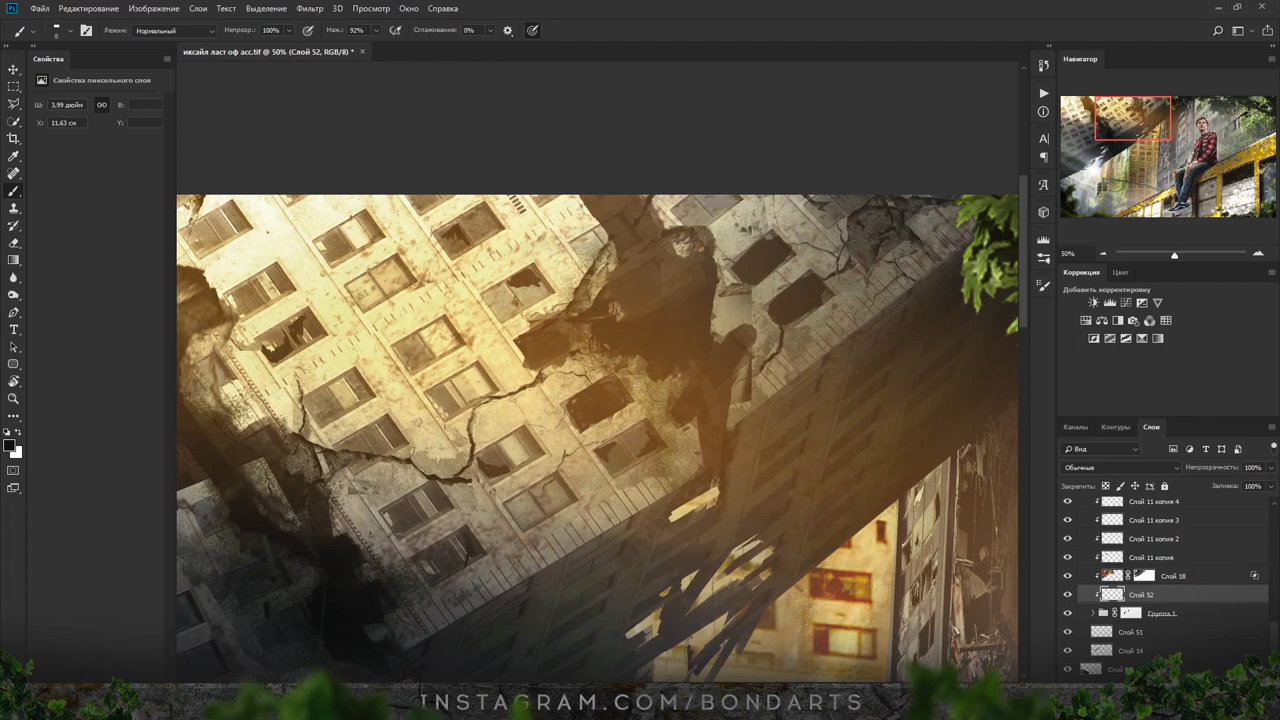 Ps Файл Редактирование Изображение Слои Текст Выделение Фильтр 3D Просмотр Окно Справка
8 Режим: Нормальный Непрозр.: 100% Наж.: 92% Сглаживание: 0%
иксайл ласт оф асс.tif @ 50% (Слой 52, RGB/8) *
Свойства
Свойства пиксельного слоя
Ш: 3,99 дюйм В:
X: 11,63 см Y:
Навигатор
50%
Коррекция Цвет
Добавить корректировку
Каналы Контуры Слои
Вид
Обычные Непрозрачность: 100%
Закрепить: Заливка: 100%
Слой 11 копия 4
Слой 11 копия 3
Слой 11 копия 2
Слой 11 копия
Слой 18
Слой 52
Группа 1
Слой 51
Слой 14
INSTAGRAM.COM/BONDARTS